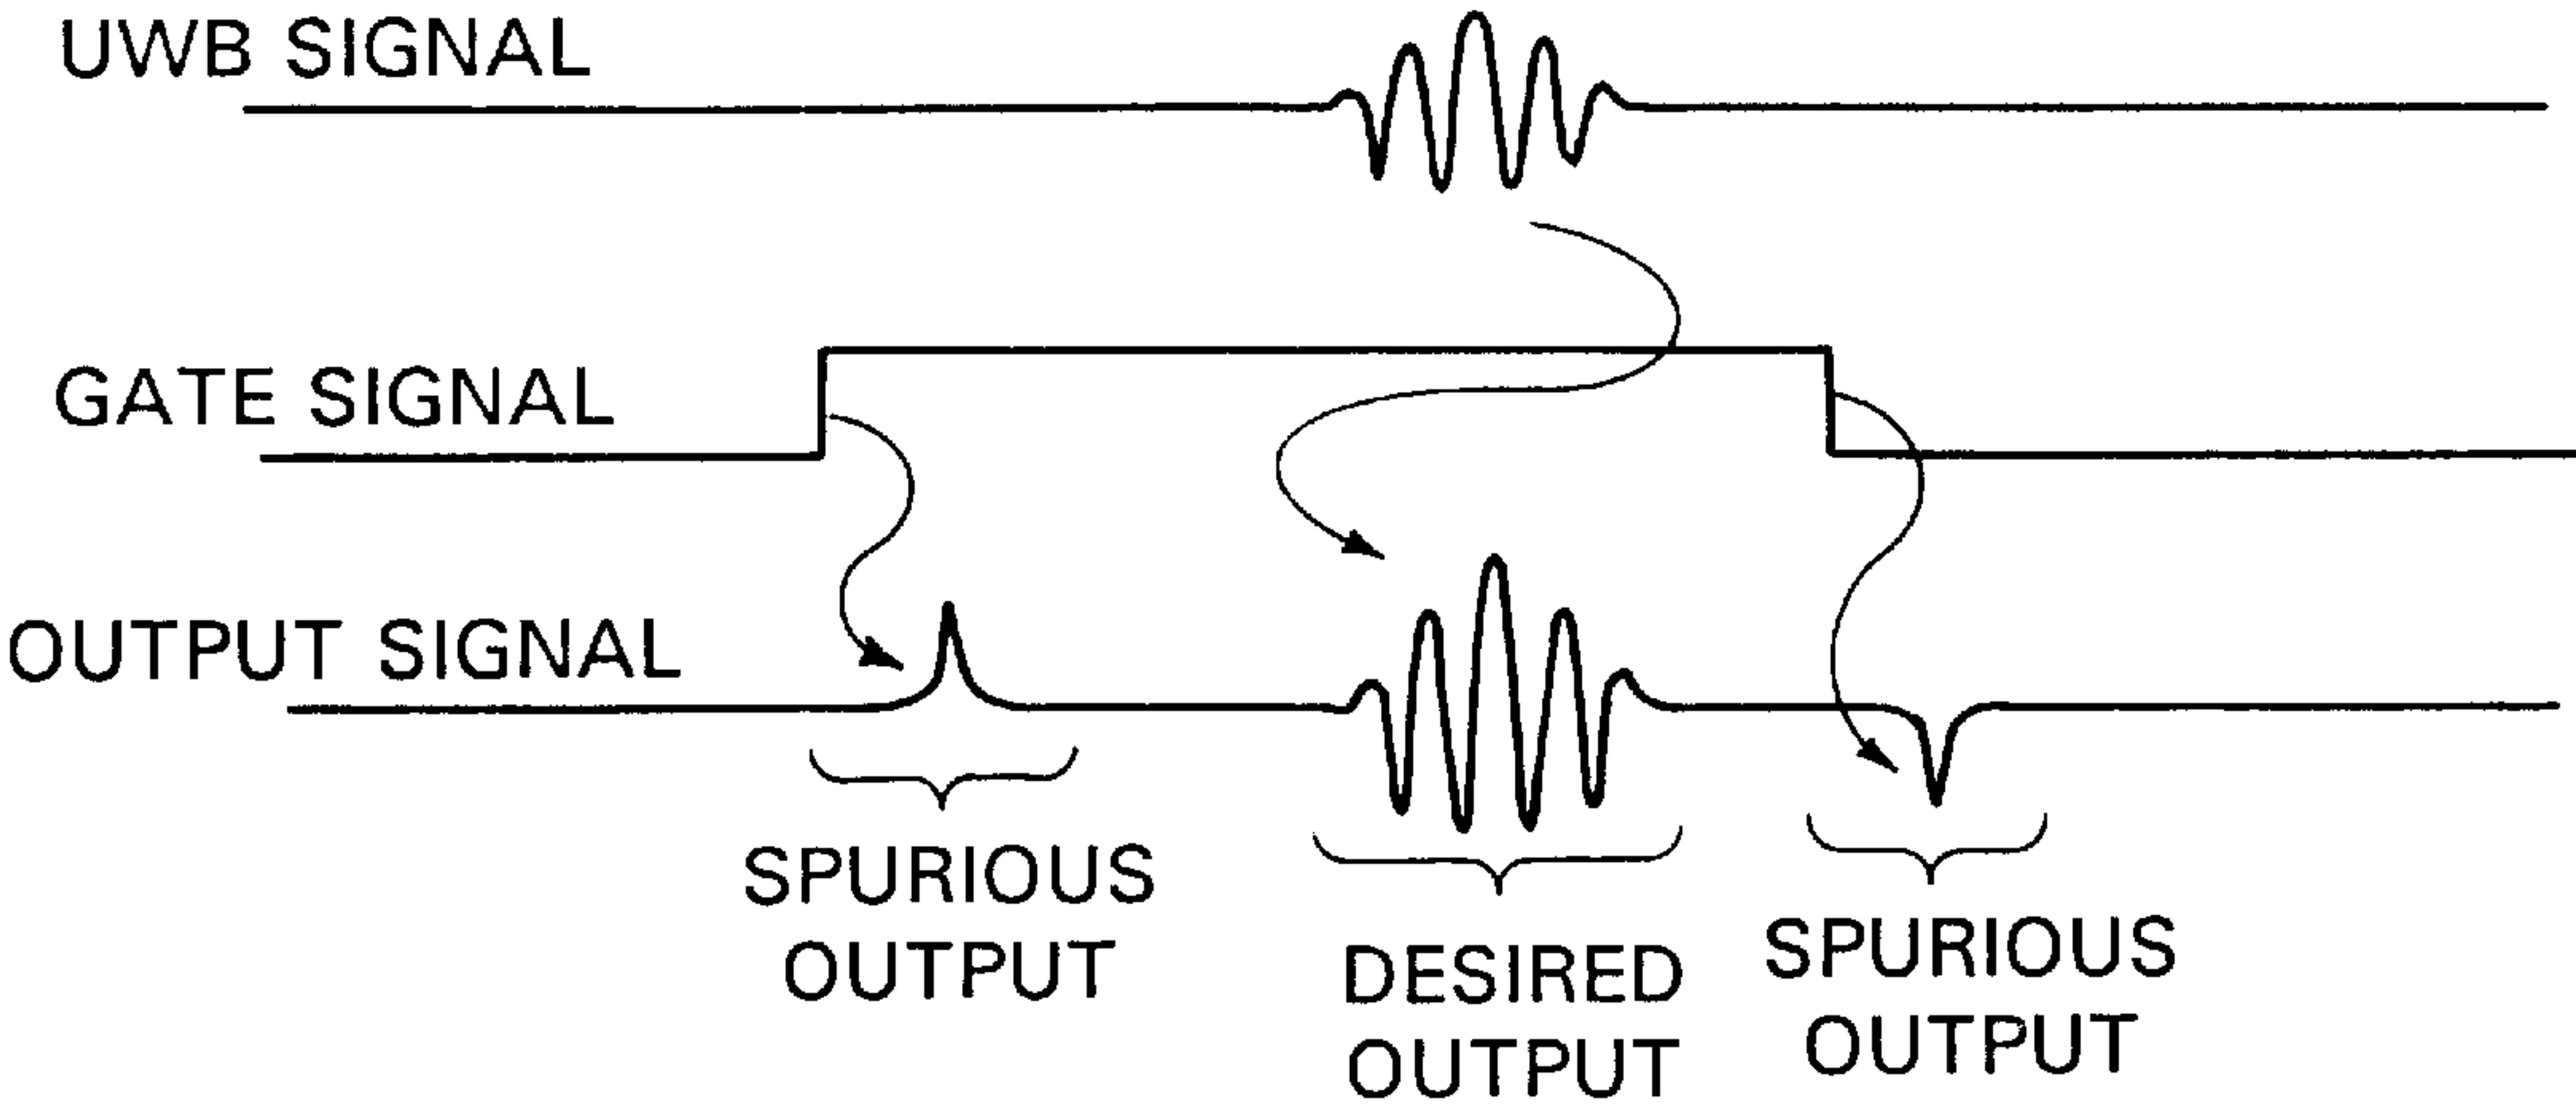 UWB SIGNAL
GATE SIGNAL
OUTPUT SIGNAL
SPURIOUS
OUTPUT
DESIRED
OUTPUT
SPURIOUS
OUTPUT